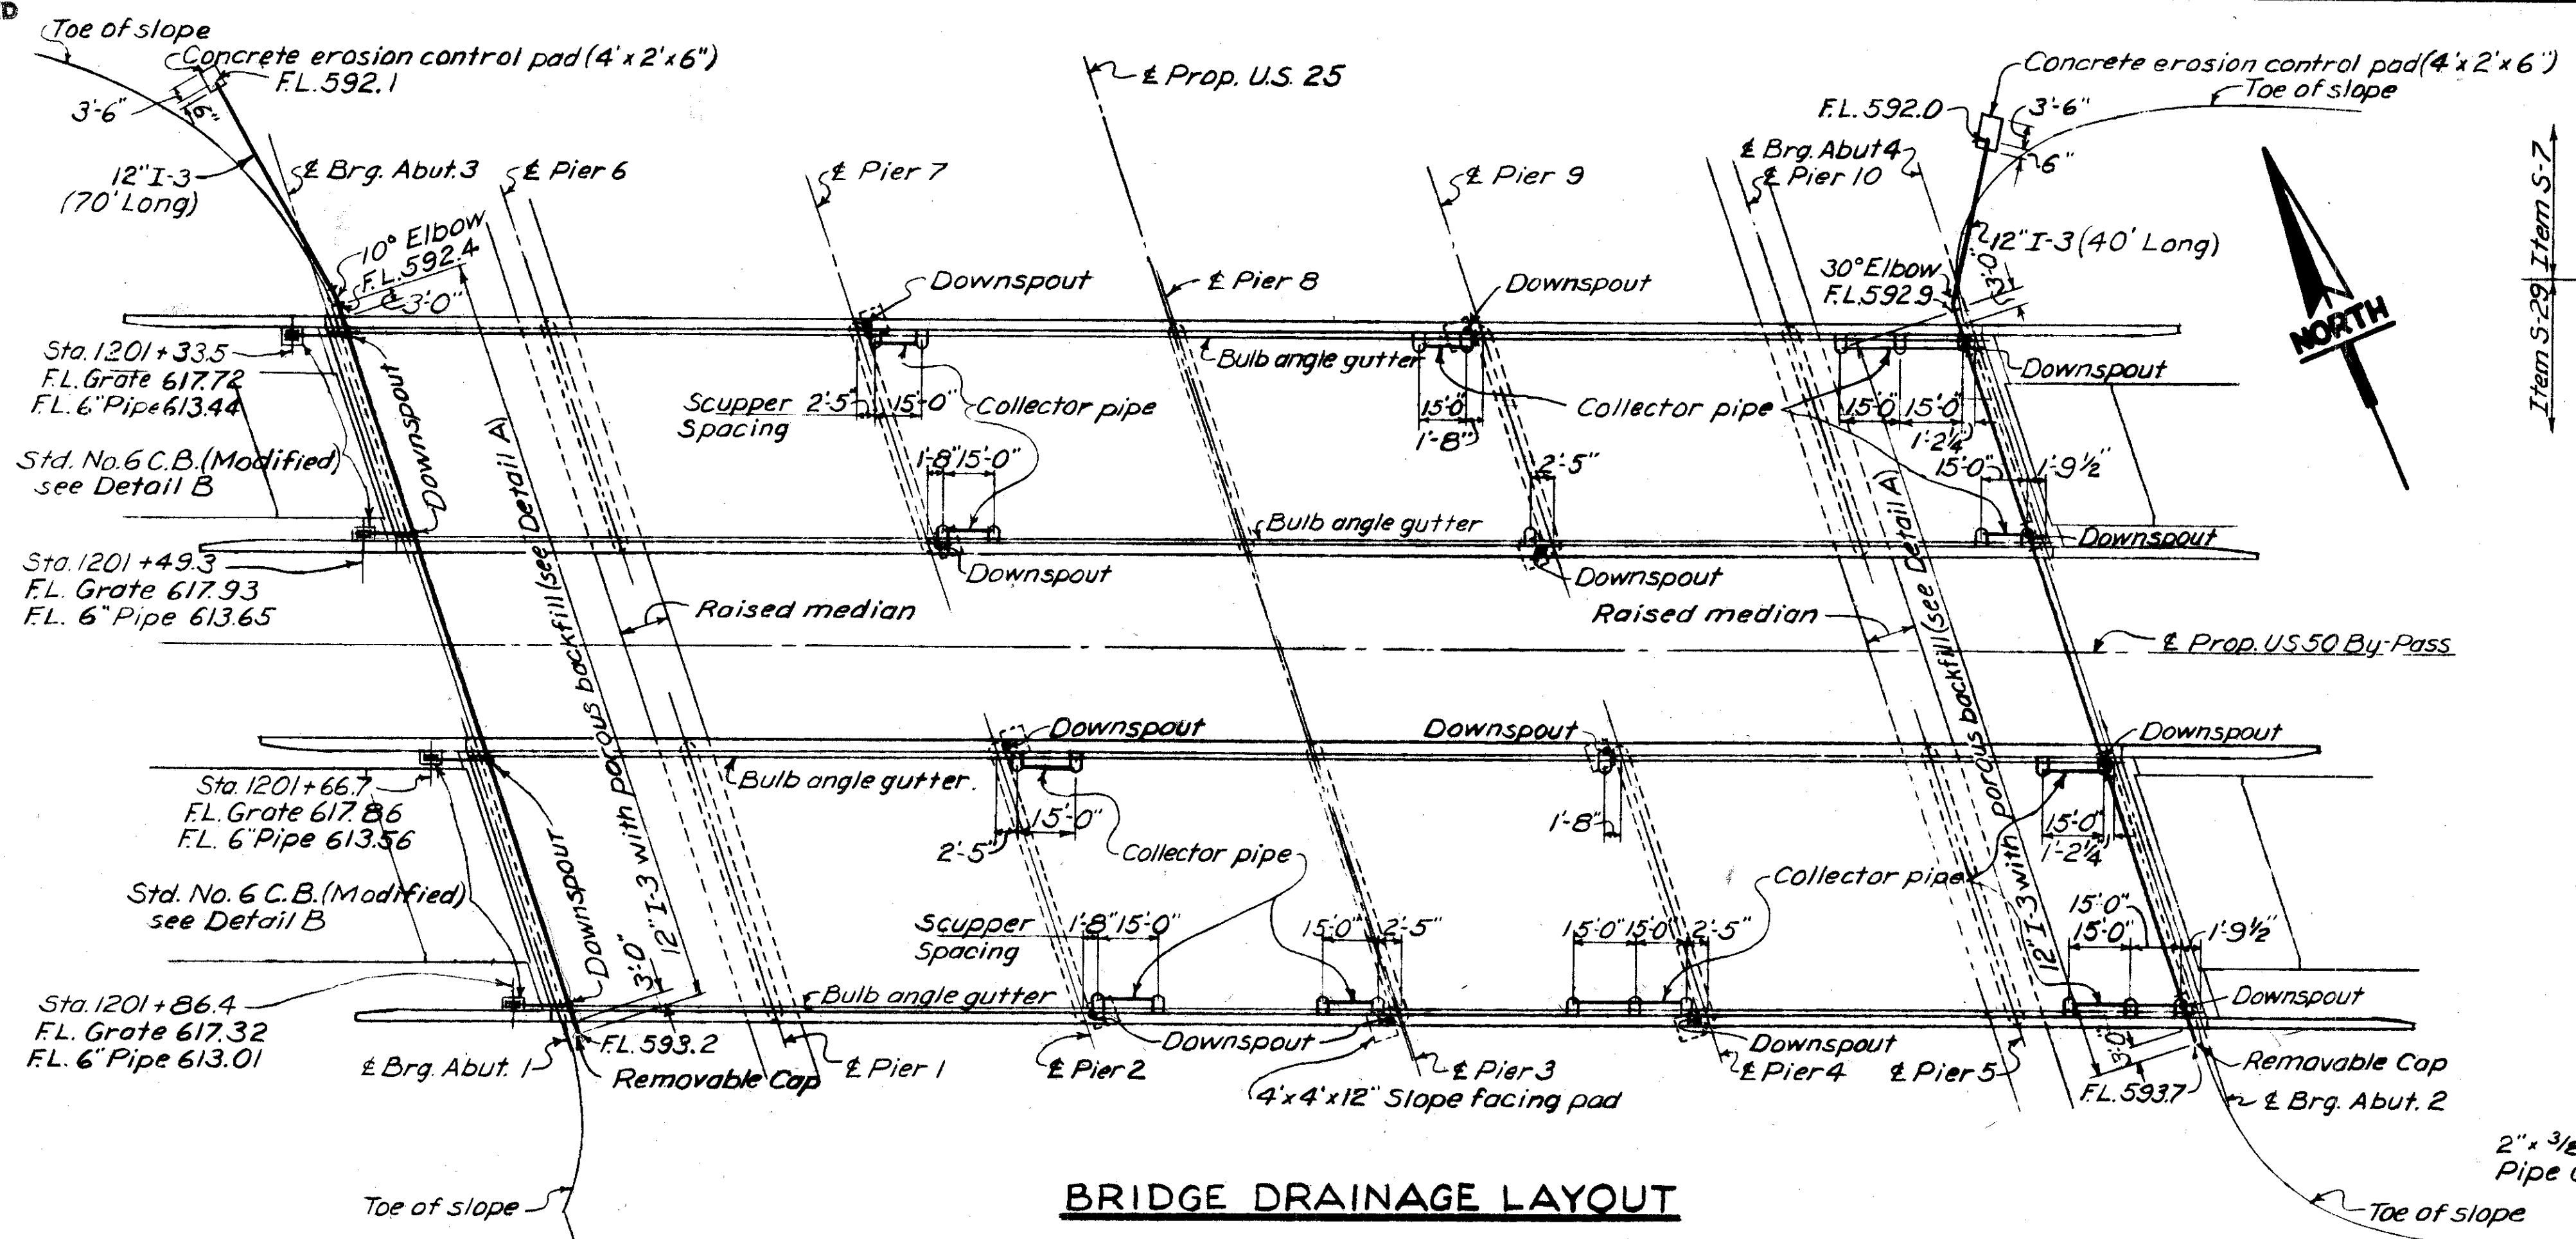 Toe of slope
Concrete erosion control pad (4'x2'x6")
F.L. 592.1
3'-6"
6"
12" I-3
(70' Long)
℄ Brg. Abut. 3
℄ Pier 6
℄ Pier 7
℄ Prop. U.S. 25
℄ Pier 9
℄ Brg. Abut 4
℄ Pier 10
F.L. 592.0
Concrete erosion control pad (4'x2'x6")
Toe of slope
3'-6"
6"
Item S-7
Item S-29
NORTH
10° Elbow
F.L. 592.4
3'-0"
Downspout
℄ Pier 8
Downspout
30° Elbow
F.L. 592.9
12" I-3 (40' Long)
3'-0"
Sta. 1201 + 33.5
F.L. Grate 617.72
F.L. 6" Pipe 613.44
Downspout
Bulb angle gutter
Downspout
Scupper
Spacing
2'-5"
15'-0"
Collector pipe
15'-0"
1'-8"
Collector pipe
15'-0"
15'-0"
1'-2¼"
Std. No. 6 C.B. (Modified)
see Detail B
1'-8"
15'-0"
2'-5"
15'-0"
1'-9½"
Bulb angle gutter
Downspout
Sta. 1201 + 49.3
F.L. Grate 617.93
F.L. 6" Pipe 613.65
Downspout
Downspout
Raised median
Raised median
℄ Prop. US 50 By-Pass
12" I-3 with porous backfill (see Detail A)
12" I-3 with porous backfill (see Detail A)
Downspout
Downspout
Downspout
Bulb angle gutter.
Sta. 1201 + 66.7
F.L. Grate 617.86
F.L. 6" Pipe 613.56
15'-0"
2'-5"
1'-8"
15'-0"
1'-2¼"
Collector pipe
Collector pipe
Std. No. 6 C.B. (Modified)
see Detail B
Downspout
3'-0"
Scupper
Spacing
1'-8"
15'-0"
15'-0"
2'-5"
15'-0"
15'-0"
2'-5"
15'-0"
15'-0"
1'-9½"
Bulb angle gutter
Downspout
Sta. 1201 + 86.4
F.L. Grate 617.32
F.L. 6" Pipe 613.01
F.L. 593.2
℄ Brg. Abut. 1
Removable Cap
℄ Pier 1
℄ Pier 2
Downspout
4'x4'x12" Slope facing pad
℄ Pier 3
Downspout
℄ Pier 4
℄ Pier 5
3'-0"
F.L. 593.7
Removable Cap
℄ Brg. Abut. 2
2" x 3/8
Pipe
Toe of slope
BRIDGE DRAINAGE LAYOUT
Toe of slope